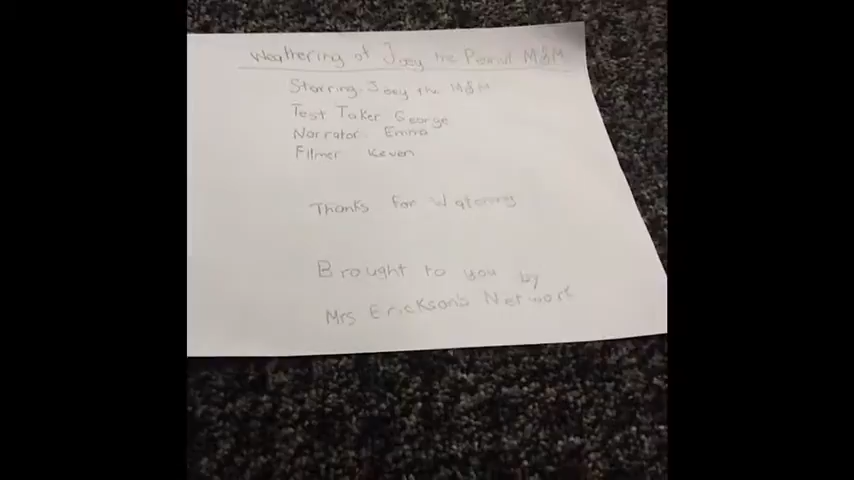 Weathering of Joey the Peanut M&M
Starring Joey the M&M
Test Taker George
Narrator Emma
Filmer Keven
Thanks for Watching
Brought to you by
Mrs Erickson's Network